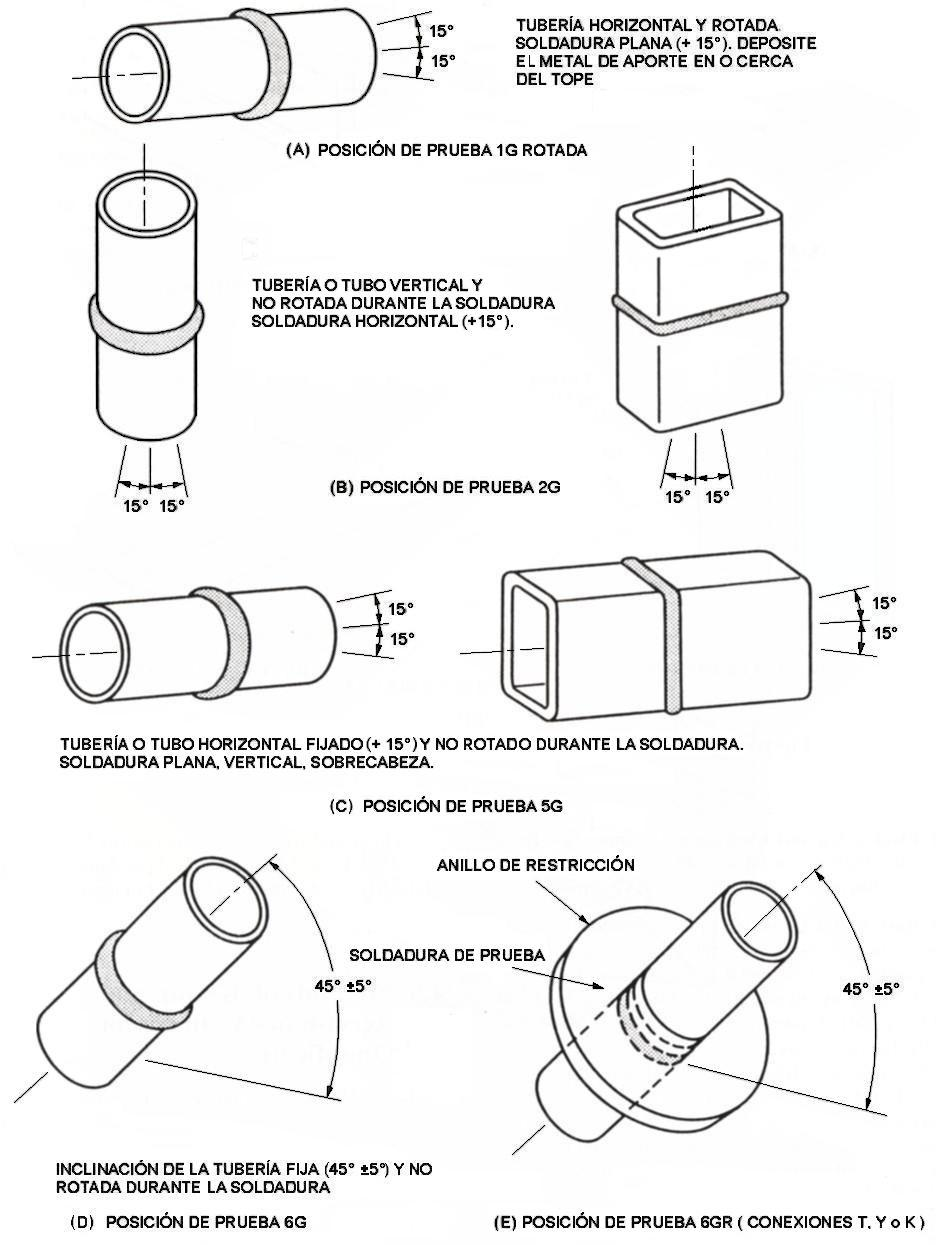 TUBERÍA HORIZONTAL Y ROTADA.
SOLDADURA PLANA (+ 15°). DEPOSITE
EL METAL DE APORTE EN O CERCA
DEL TOPE
15°
15°
(A) POSICIÓN DE PRUEBA 1G ROTADA
TUBERÍA O TUBO VERTICAL Y
NO ROTADA DURANTE LA SOLDADURA
SOLDADURA HORIZONTAL (+15°).
15° 15°
(B) POSICIÓN DE PRUEBA 2G
15° 15°
15°
15°
15°
15°
TUBERÍA O TUBO HORIZONTAL FIJADO (+ 15°) Y NO ROTADO DURANTE LA SOLDADURA.
SOLDADURA PLANA, VERTICAL, SOBRECABEZA.
(C) POSICIÓN DE PRUEBA 5G
ANILLO DE RESTRICCIÓN
SOLDADURA DE PRUEBA
45° ±5°
45° ±5°
INCLINACIÓN DE LA TUBERÍA FIJA (45° ±5°) Y NO
ROTADA DURANTE LA SOLDADURA
(D) POSICIÓN DE PRUEBA 6G
(E) POSICIÓN DE PRUEBA 6GR ( CONEXIONES T, Y o K )